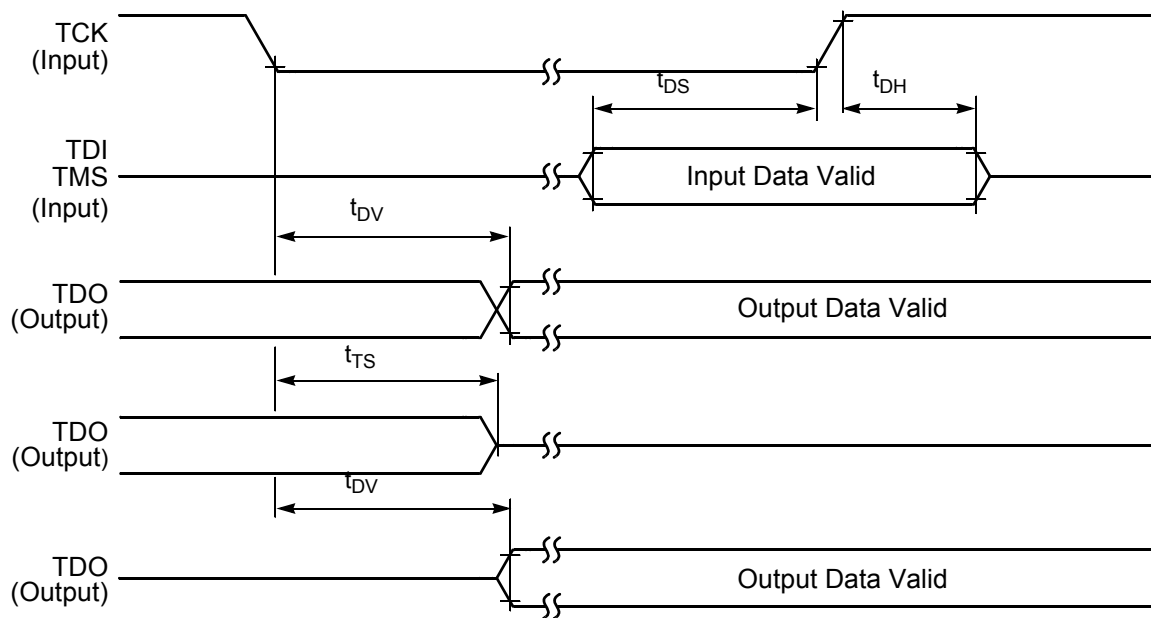 TCK
(Input)
tDS
tDH
TDI
TMS
(Input)
Input Data Valid
tDV
TDO
(Output)
Output Data Valid
tTS
TDO
(Output)
tDV
TDO
(Output)
Output Data Valid